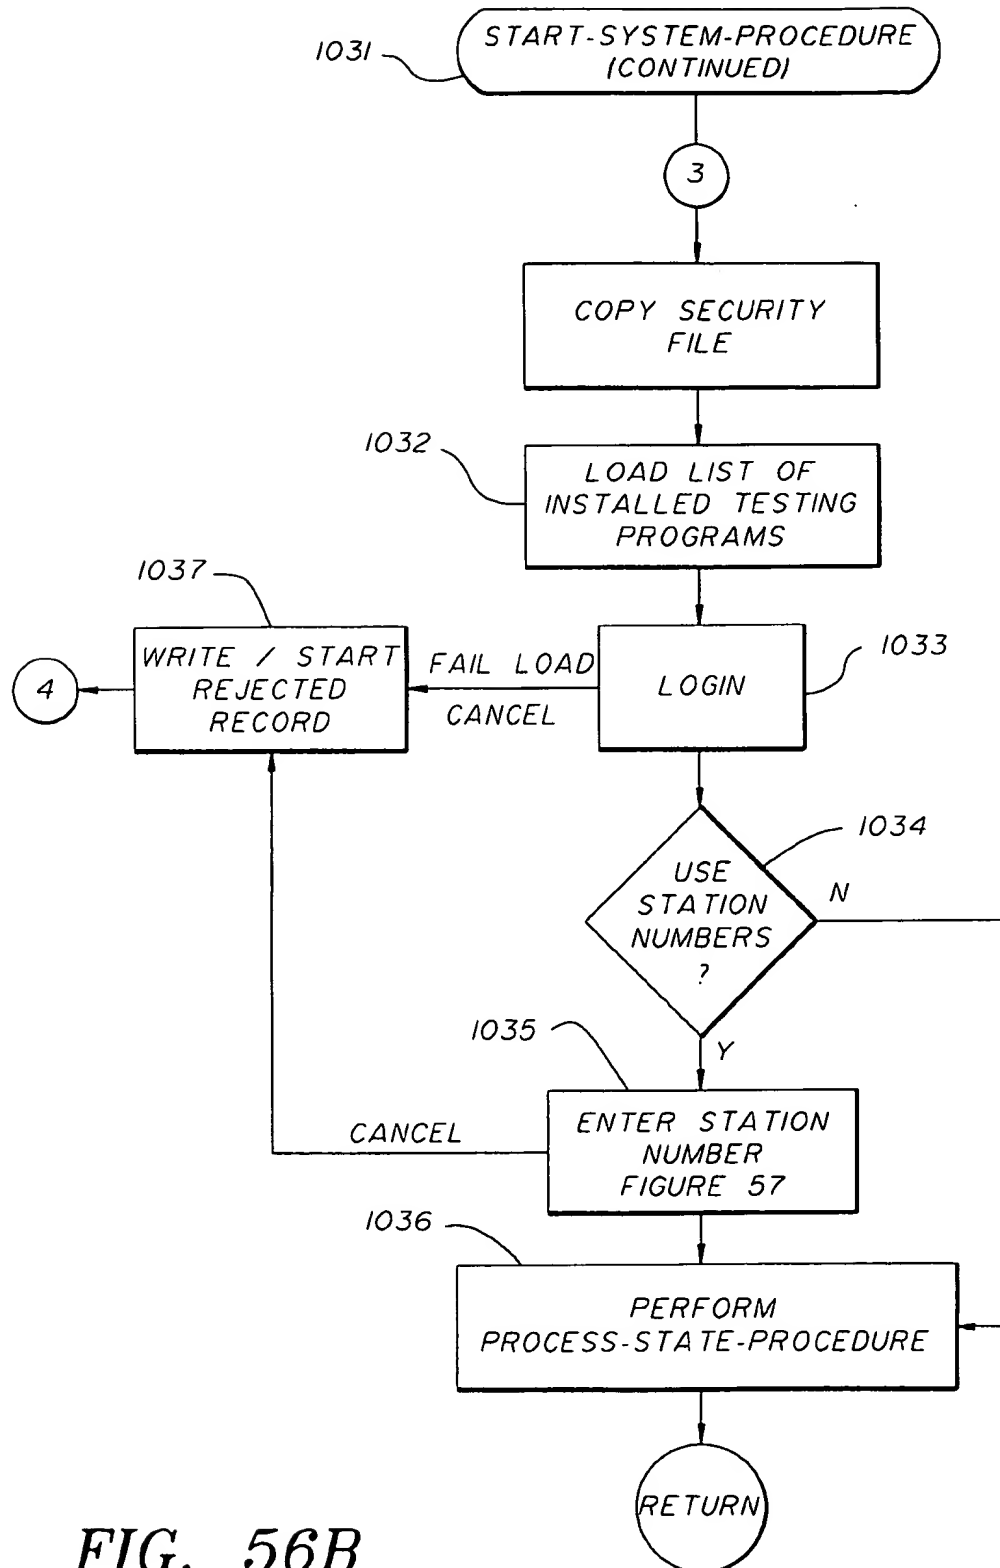 1031
START-SYSTEM-PROCEDURE
(CONTINUED)
3
COPY SECURITY
FILE
1032
LOAD LIST OF
INSTALLED TESTING
PROGRAMS
1037
WRITE / START
REJECTED
RECORD
4
FAIL LOAD
CANCEL
LOGIN
1033
1034
USE
STATION
NUMBERS
?
N
Y
1035
ENTER STATION
NUMBER
FIGURE 57
CANCEL
1036
PERFORM
PROCESS-STATE-PROCEDURE
RETURN
FIG. 56B